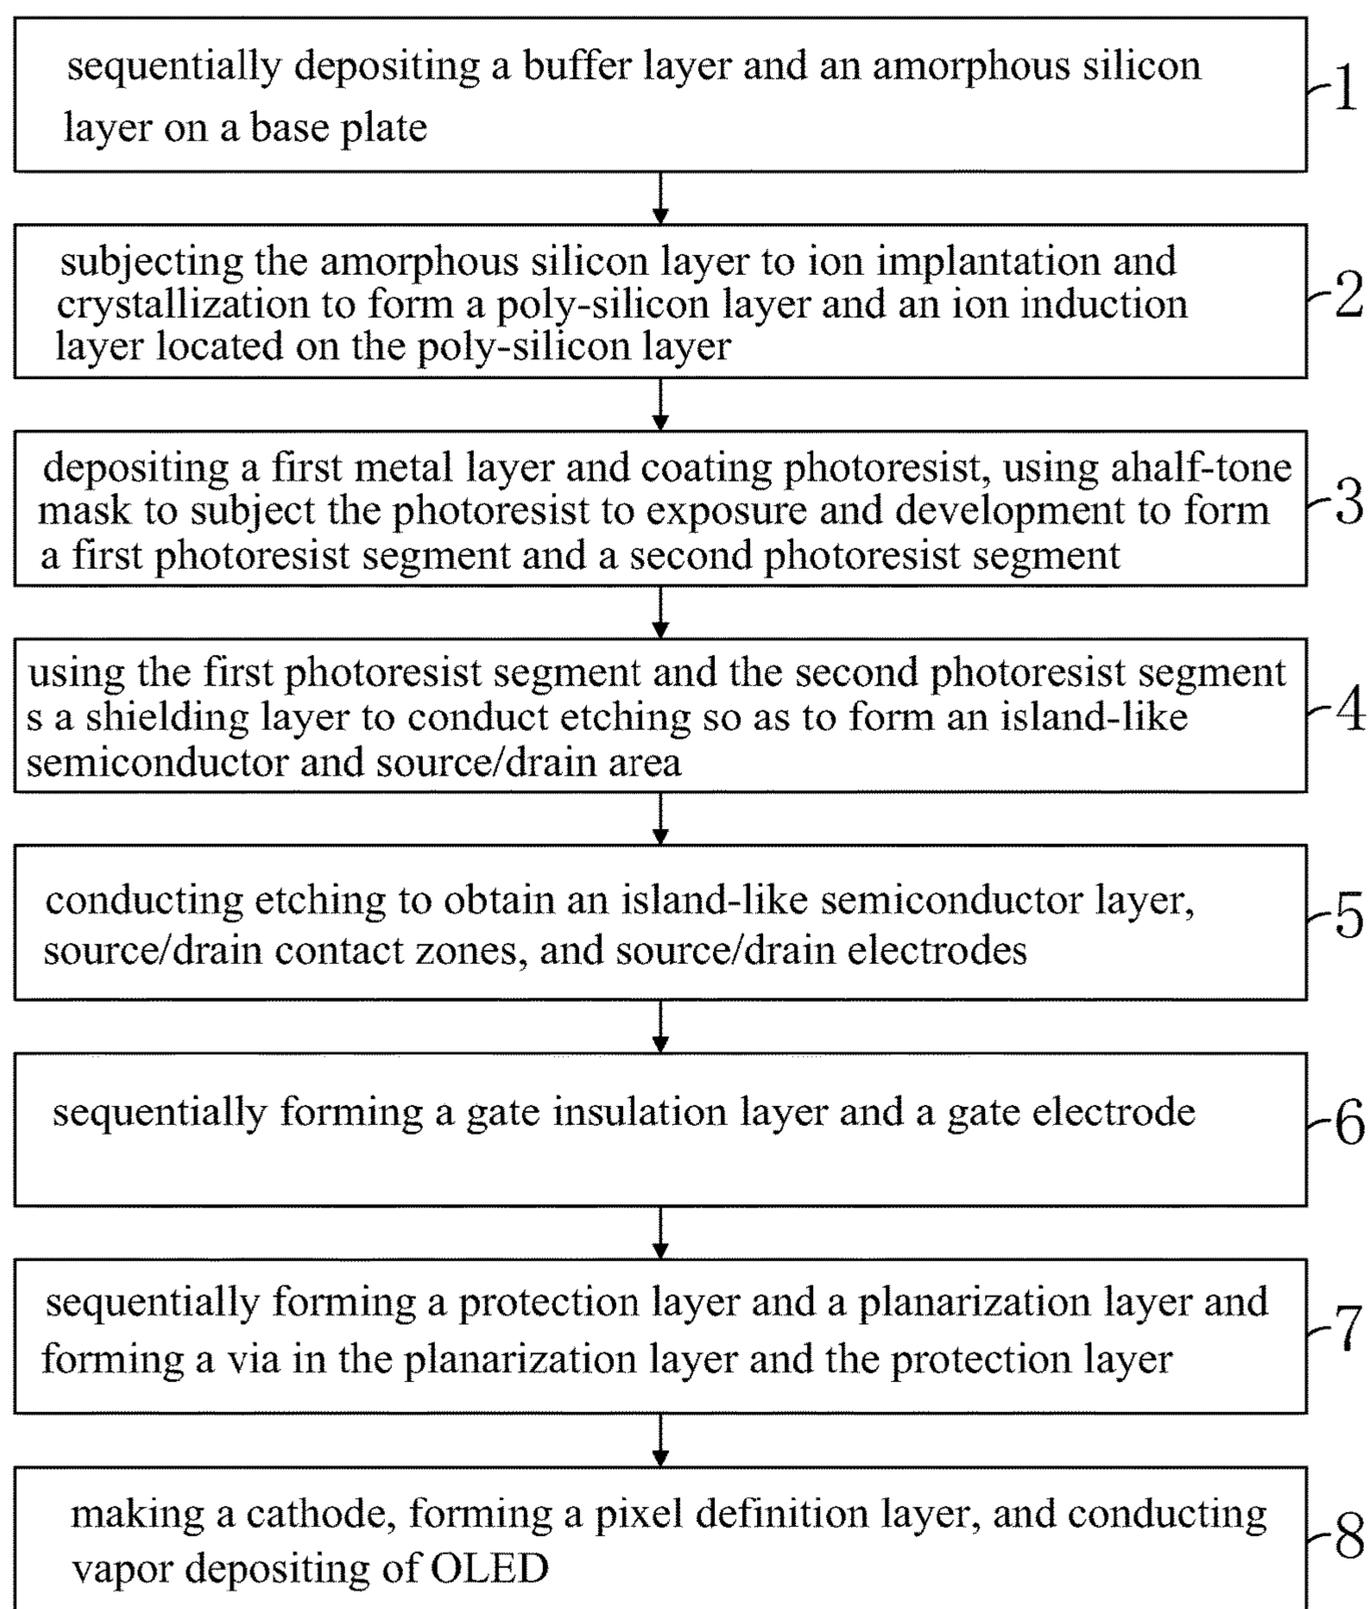 sequentially depositing a buffer layer and an amorphous silicon
layer on a base plate
1
subjecting the amorphous silicon layer to ion implantation and
crystallization to form a poly-silicon layer and an ion induction
layer located on the poly-silicon layer
2
depositing a first metal layer and coating photoresist, using ahalf-tone
mask to subject the photoresist to exposure and development to form
a first photoresist segment and a second photoresist segment
3
using the first photoresist segment and the second photoresist segment
s a shielding layer to conduct etching so as to form an island-like
semiconductor and source/drain area
4
conducting etching to obtain an island-like semiconductor layer,
source/drain contact zones, and source/drain electrodes
5
sequentially forming a gate insulation layer and a gate electrode
6
sequentially forming a protection layer and a planarization layer and
forming a via in the planarization layer and the protection layer
7
making a cathode, forming a pixel definition layer, and conducting
vapor depositing of OLED
8